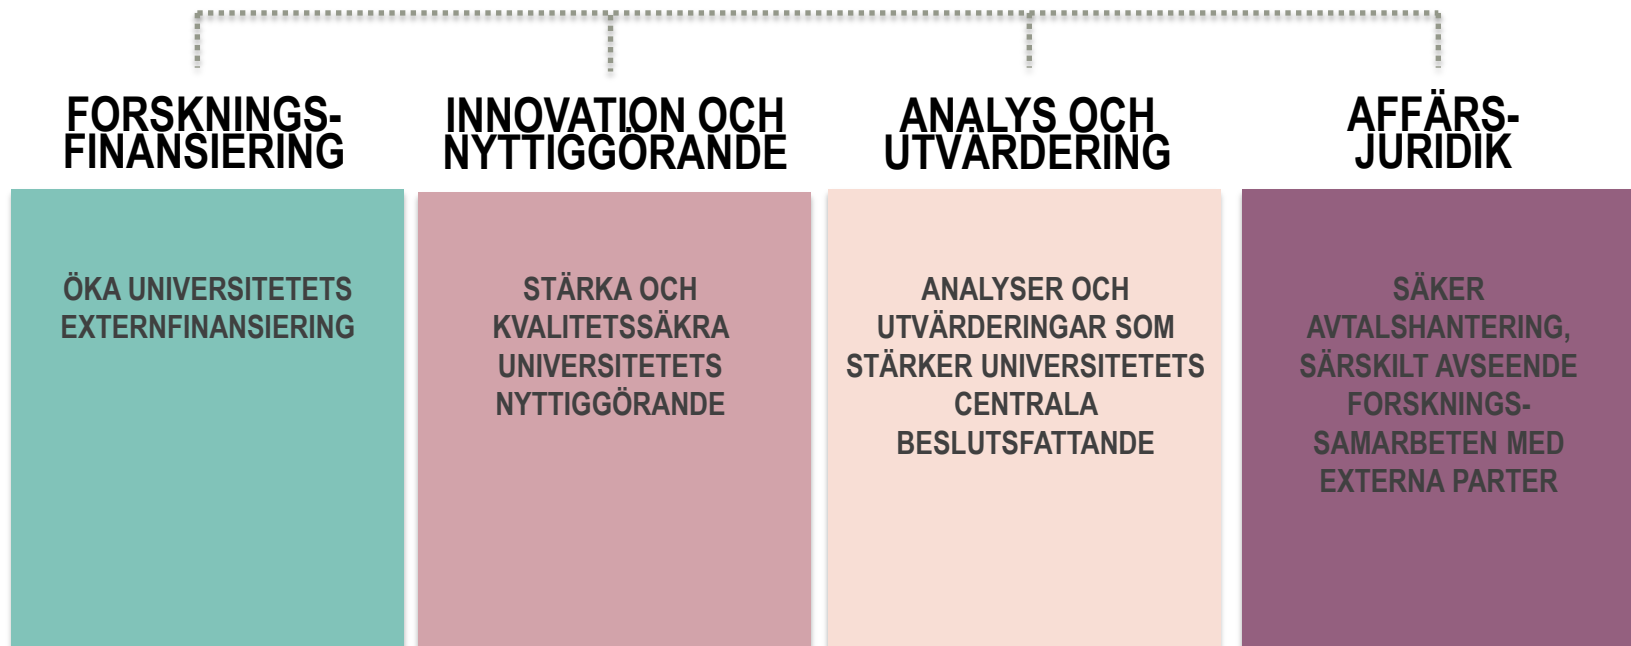 FORSKNINGS-
FINANSIERING
INNOVATION OCH
NYTTIGGÖRANDE
ANALYS OCH
UTVÄRDERING
AFFÄRS-
JURIDIK
ÖKA UNIVERSITETETS
EXTERNFINANSIERING
STÄRKA OCH
KVALITETSSÄKRA
UNIVERSITETETS
NYTTIGGÖRANDE
ANALYSER OCH
UTVÄRDERINGAR SOM
STÄRKER UNIVERSITETETS
CENTRALA
BESLUTSFATTANDE
SÄKER
AVTALSHANTERING,
SÄRSKILT AVSEENDE
FORSKNINGS-
SAMARBETEN MED
EXTERNA PARTER